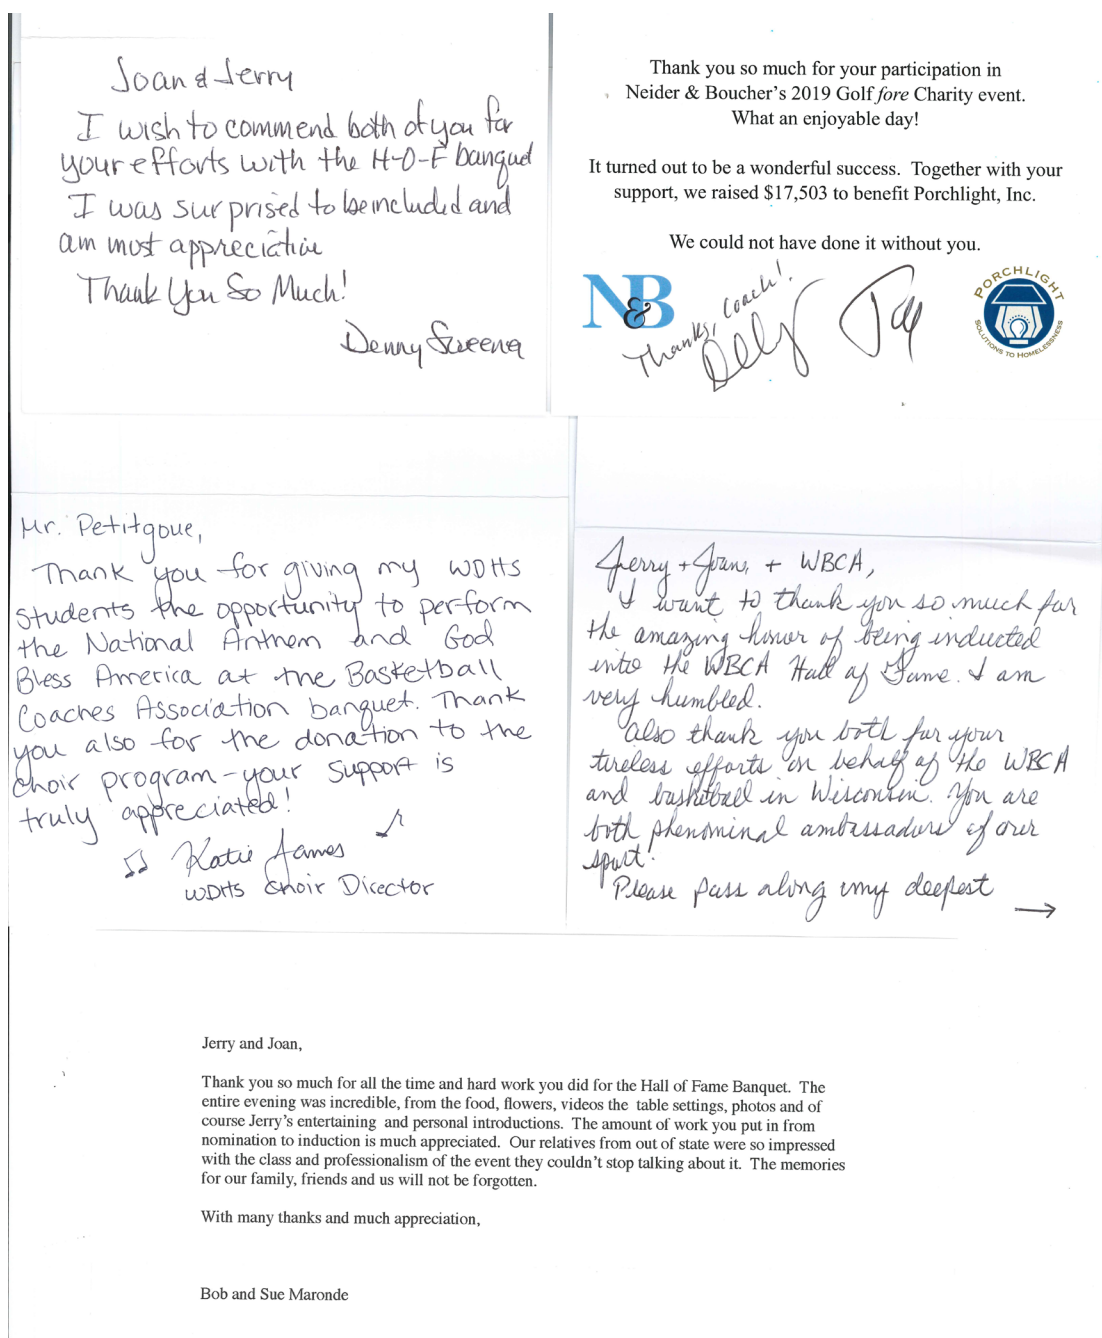 Joan & Jerry
I wish to commend both of you for
your efforts with the H-O-F banquet
I was surprised to be included and
am most appreciative
Thank You So Much!
Denny
Thank you so much for your participation in
Neider & Boucher's 2019 Golf fore Charity event.
What an enjoyable day!
It turned out to be a wonderful success. Together with your
support, we raised $17,503 to benefit Porchlight, Inc.
We could not have done it without you.
N&B
Thanks, Coach!
PORCHLIGHT
SOLUTIONS TO HOMELESSNESS
Mr. Petitgoue,
Thank you for giving my WDHS
students the opportunity to perform
the National Anthem and God
Bless America at the Basketball
Coaches Association banquet. Thank
you also for the donation to the
choir program - your support is
truly appreciated!
Katie James
WDHS Choir Director
Jerry + Joan, + WBCA,
I want to thank you so much for
the amazing honor of being inducted
into the WBCA Hall of Fame. I am
very humbled.
Also thank you both for your
tireless efforts on behalf of the WBCA
and basketball in Wisconsin. You are
both phenominal ambassadors of our
sport!
Please pass along my deepest →
Jerry and Joan,
Thank you so much for all the time and hard work you did for the Hall of Fame Banquet. The
entire evening was incredible, from the food, flowers, videos the table settings, photos and of
course Jerry's entertaining and personal introductions. The amount of work you put in from
nomination to induction is much appreciated. Our relatives from out of state were so impressed
with the class and professionalism of the event they couldn't stop talking about it. The memories
for our family, friends and us will not be forgotten.
With many thanks and much appreciation,
Bob and Sue Maronde